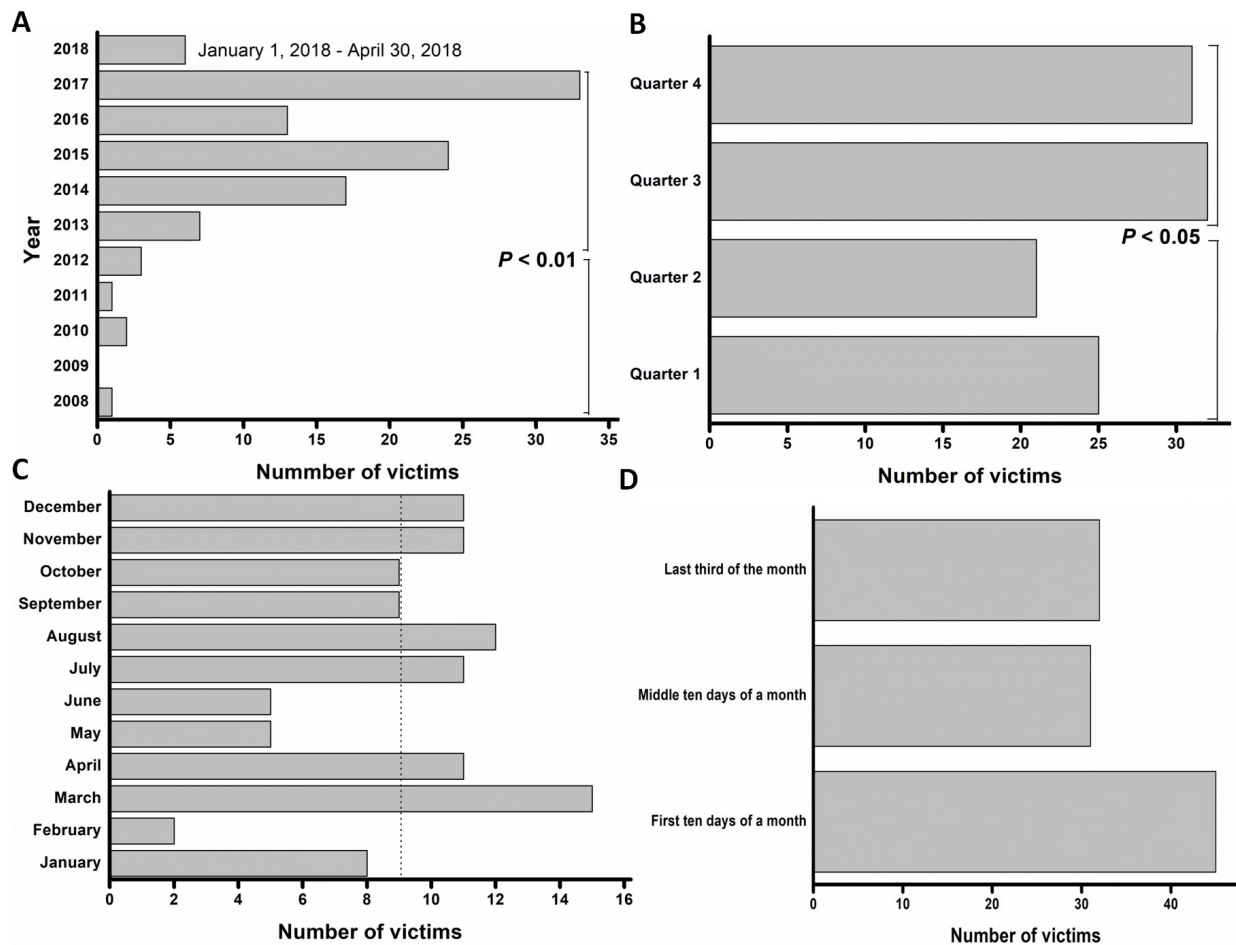 A
2018
January 1, 2018 - April 30, 2018
2017
2016
2015
2014
2013
2012
2011
2010
2009
2008
Year
P < 0.01
0 5 10 15 20 25 30 35
Nummber of victims
B
Quarter 4
Quarter 3
Quarter 2
Quarter 1
P < 0.05
0 5 10 15 20 25 30
Number of victims
C
December
November
October
September
August
July
June
May
April
March
February
January
0 2 4 6 8 10 12 14 16
Number of victims
D
Last third of the month
Middle ten days of a month
First ten days of a month
0 10 20 30 40
Number of victims